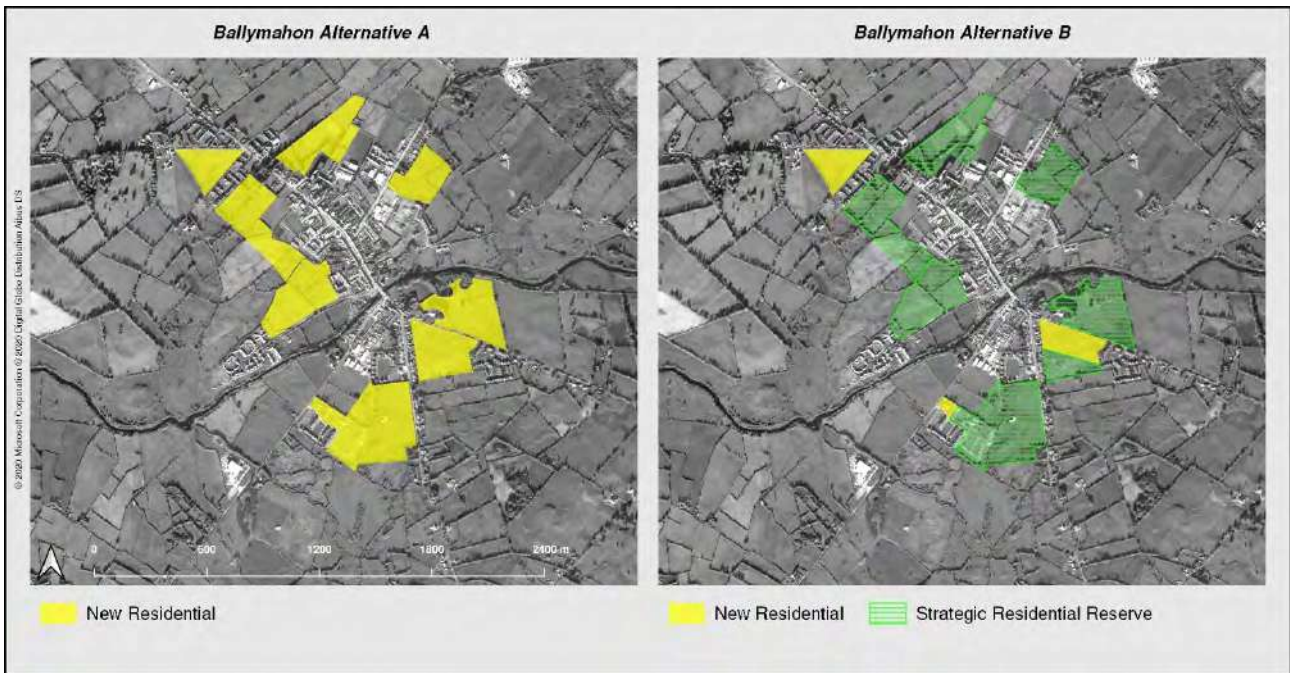 Ballymahon Alternative A
Ballymahon Alternative B
© 2020 Microsoft Corporation © 2020 Digital Globe Distribution Airbus DS
0 600 1200 1800 2400 m
New Residential
New Residential
Strategic Residential Reserve